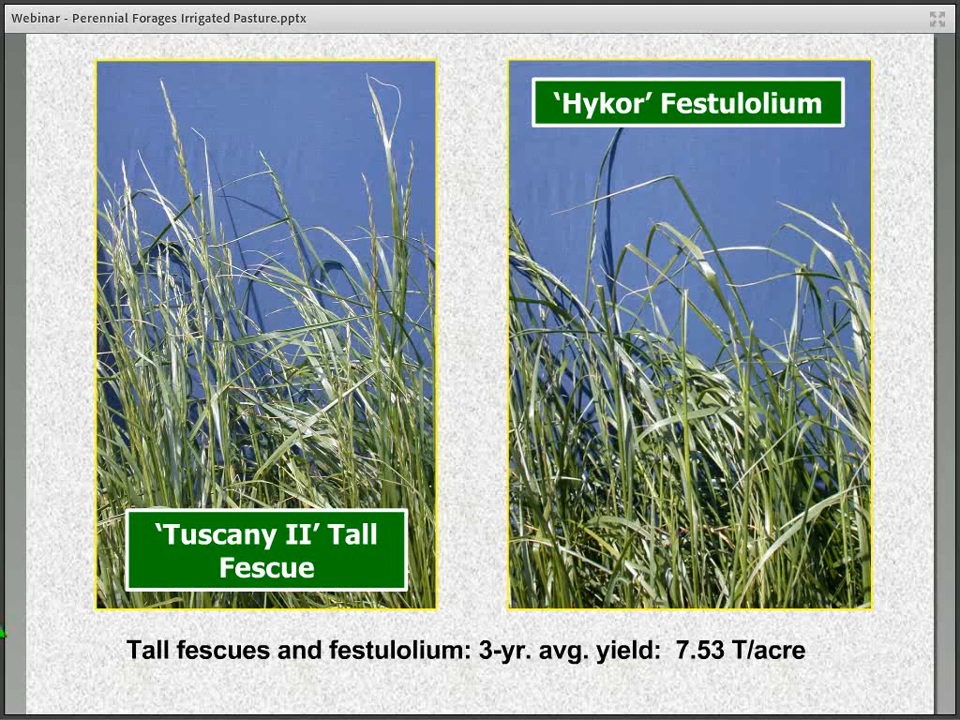 Webinar - Perennial Forages Irrigated Pasture.pptx
‘Hykor’ Festulolium
‘Tuscany II’ Tall
Fescue
Tall fescues and festulolium: 3-yr. avg. yield:  7.53 T/acre